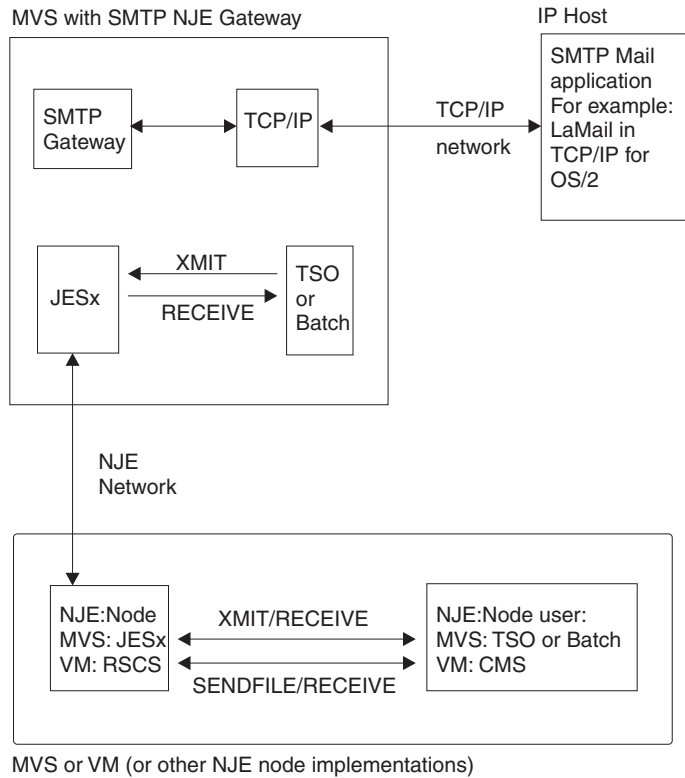 MVS with SMTP NJE Gateway
IP Host
SMTP
Gateway
TCP/IP
TCP/IP
network
SMTP Mail
application
For example:
LaMail in
TCP/IP for
OS/2
JESx
XMIT
RECEIVE
TSO
or
Batch
NJE
Network
NJE:Node
MVS: JESx
VM: RSCS
XMIT/RECEIVE
SENDFILE/RECEIVE
NJE:Node user:
MVS: TSO or Batch
VM: CMS
MVS or VM (or other NJE node implementations)